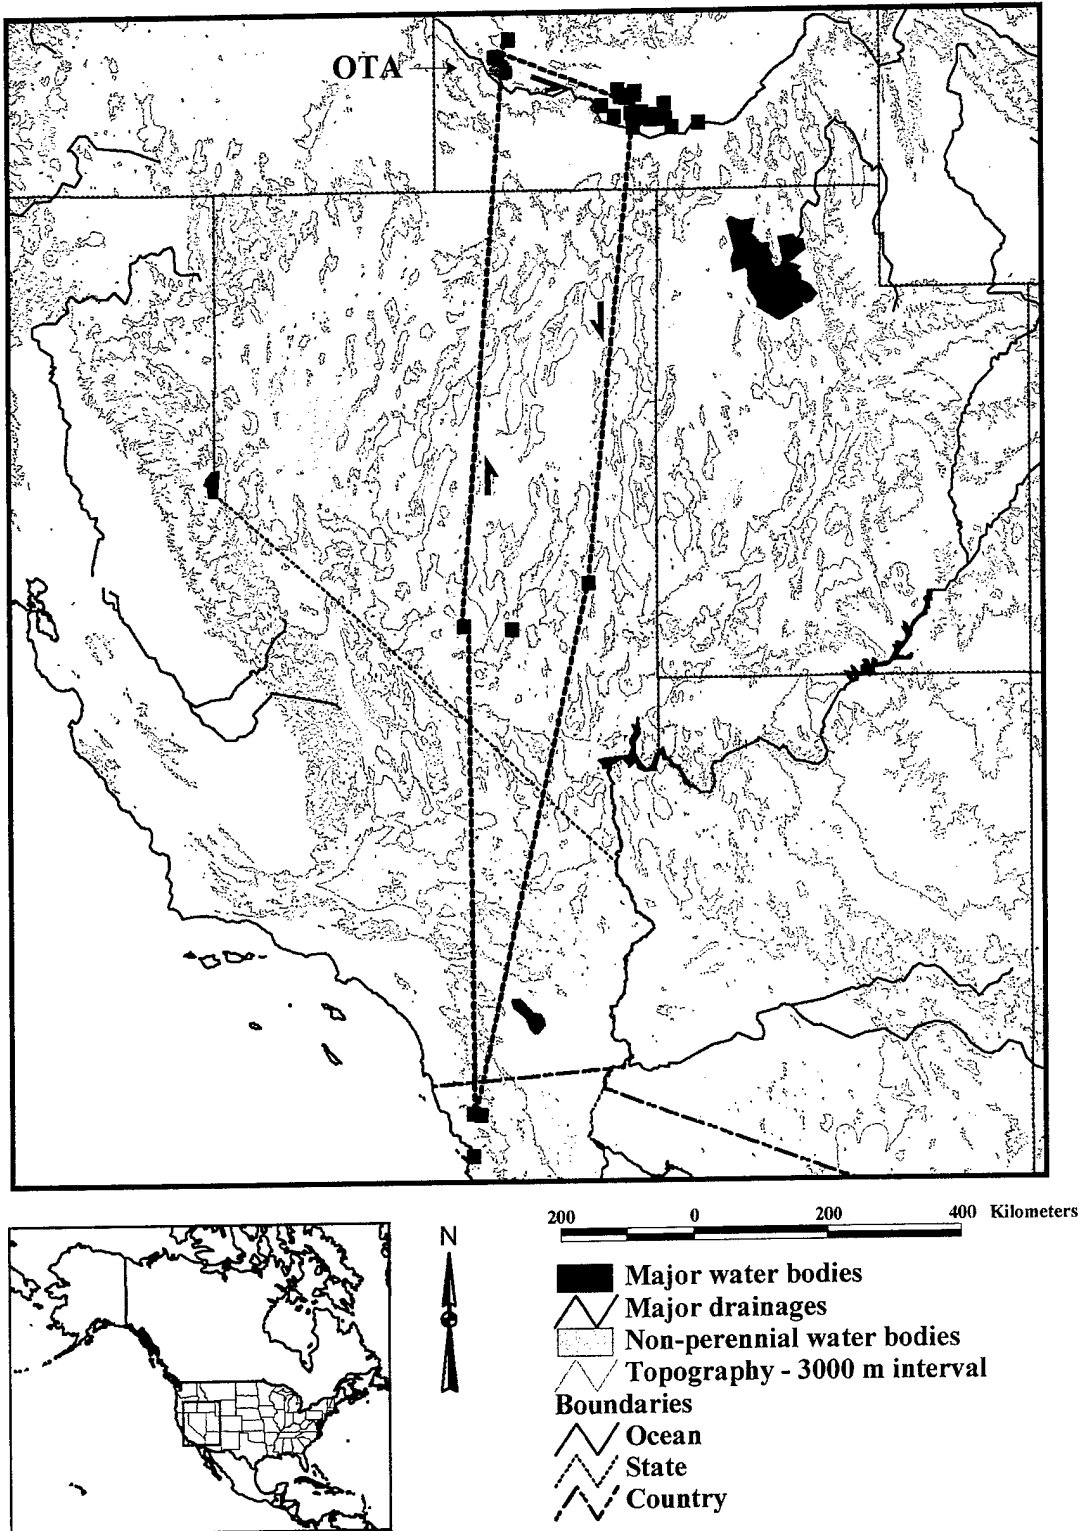 OTA
200 0 200 400 Kilometers
N
Major water bodies
Major drainages
Non-perennial water bodies
Topography - 3000 m interval
Boundaries
Ocean
State
Country